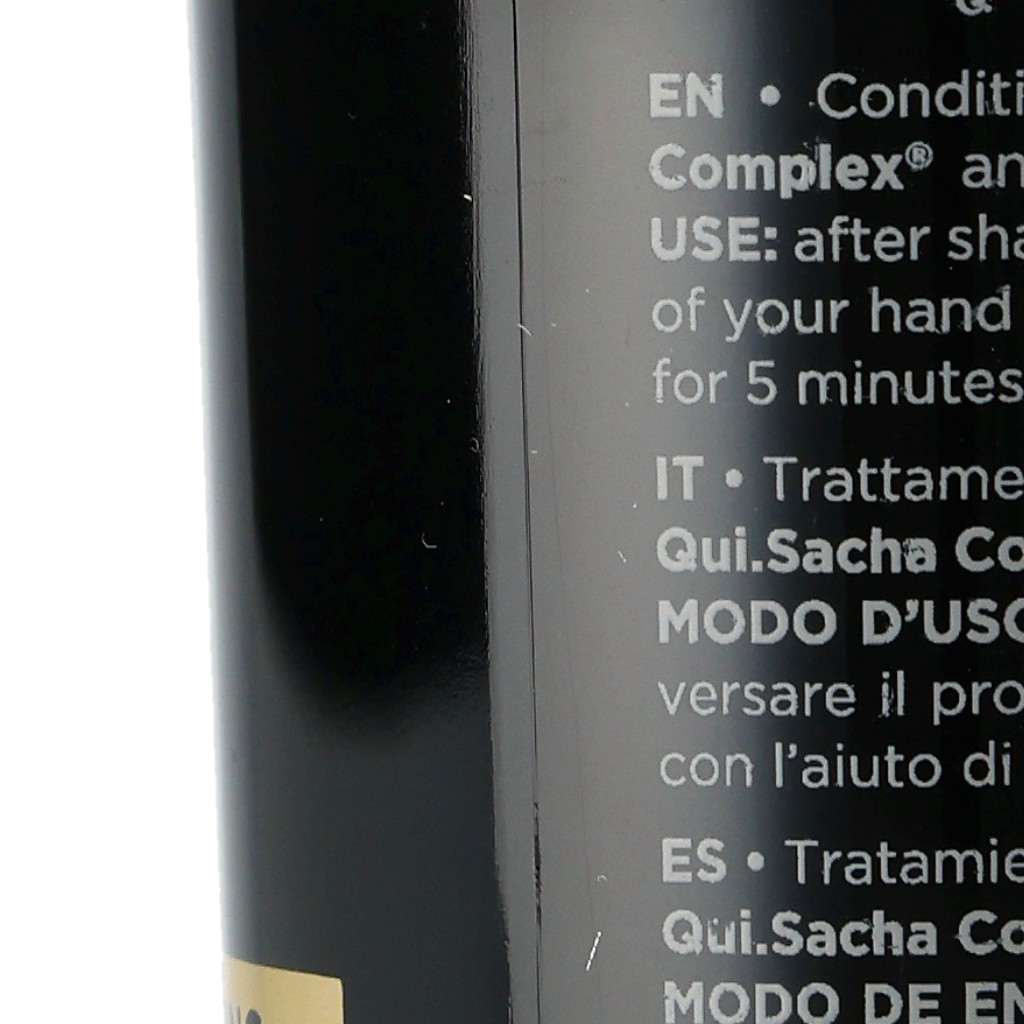 EN • Conditi
Complex® an
USE: after sha
of your hand
for 5 minutes
IT • Trattame
Qui.Sacha Co
MODO D’USO
versare il pro
con l’aiuto di
ES • Tratamie
Qui.Sacha Co
MODO DE EN